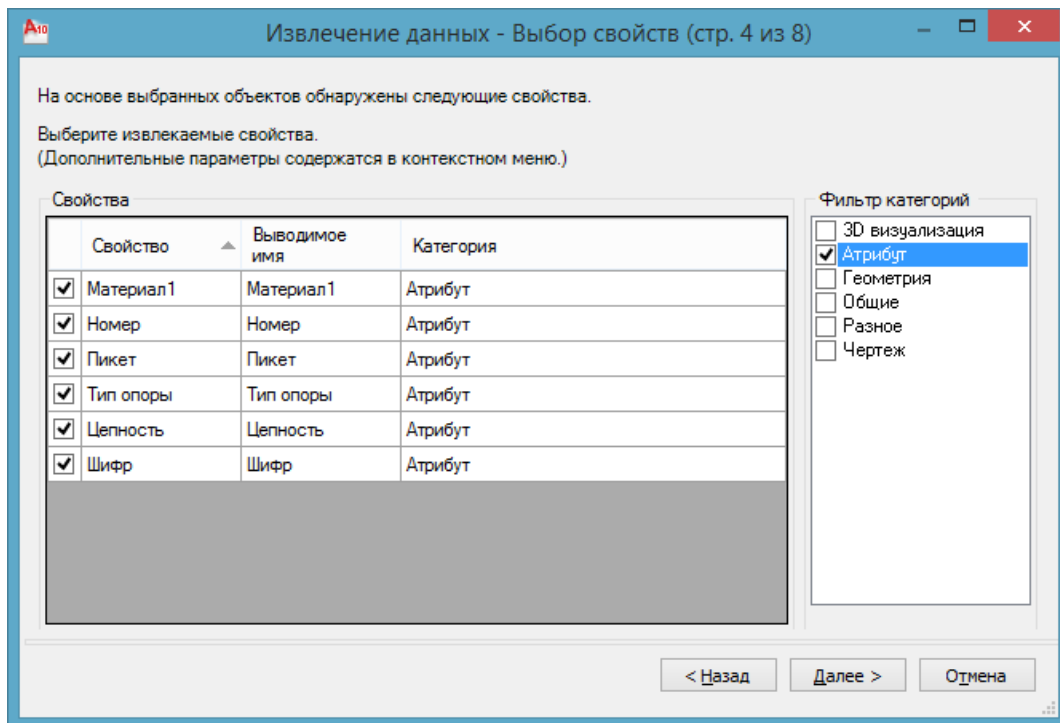 A10
Извлечение данных - Выбор свойств (стр. 4 из 8)
На основе выбранных объектов обнаружены следующие свойства.
Выберите извлекаемые свойства.
(Дополнительные параметры содержатся в контекстном меню.)
Свойства
Фильтр категорий
Свойство Выводимое имя Категория
Материал1 Материал1 Атрибут
Номер Номер Атрибут
Пикет Пикет Атрибут
Тип опоры Тип опоры Атрибут
Цепность Цепность Атрибут
Шифр Шифр Атрибут
3D визуализация
Атрибут
Геометрия
Общие
Разное
Чертеж
< Назад Далее > Отмена